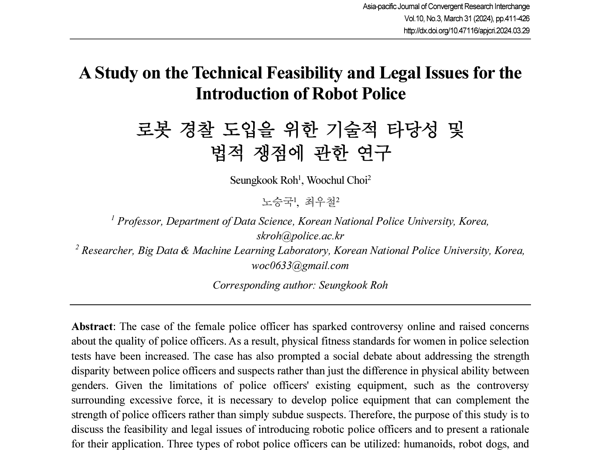 Asia-pacific Journal of Convergent Research Interchange
Vol.10, No.3, March 31 (2024), pp.411-426
http://dx.doi.org/10.47116/apjcri.2024.03.29
A Study on the Technical Feasibility and Legal Issues for the
Introduction of Robot Police
로봇 경찰 도입을 위한 기술적 타당성 및
법적 쟁점에 관한 연구
Seungkook Roh1, Woochul Choi2
노승국1, 최우철2
1 Professor, Department of Data Science, Korean National Police University, Korea,
skroh@police.ac.kr
2 Researcher, Big Data & Machine Learning Laboratory, Korean National Police University, Korea,
woc0633@gmail.com
Corresponding author: Seungkook Roh
Abstract: The case of the female police officer has sparked controversy online and raised concerns
about the quality of police officers. As a result, physical fitness standards for women in police selection
tests have been increased. The case has also prompted a social debate about addressing the strength
disparity between police officers and suspects rather than just the difference in physical ability between
genders. Given the limitations of police officers' existing equipment, such as the controversy
surrounding excessive force, it is necessary to develop police equipment that can complement the
strength of police officers rather than simply subdue suspects. Therefore, the purpose of this study is to
discuss the feasibility and legal issues of introducing robotic police officers and to present a rationale
for their application. Three types of robot police officers can be utilized: humanoids, robot dogs, and